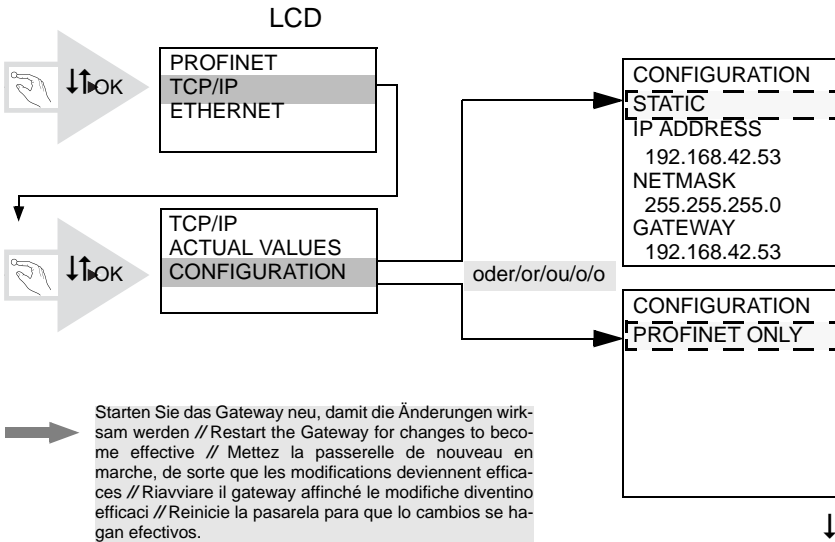 LCD
OK
PROFINET
TCP/IP
ETHERNET
OK
TCP/IP
ACTUAL VALUES
CONFIGURATION
oder/or/ou/o/o
CONFIGURATION
STATIC
IP ADDRESS
192.168.42.53
NETMASK
255.255.255.0
GATEWAY
192.168.42.53
CONFIGURATION
PROFINET ONLY
Starten Sie das Gateway neu, damit die Änderungen wirk-
sam werden // Restart the Gateway for changes to beco-
me effective // Mettez la passerelle de nouveau en
marche, de sorte que les modifications deviennent effica-
ces // Riavviare il gateway affinché le modifiche diventino
efficaci // Reinicie la pasarela para que lo cambios se ha-
gan efectivos.